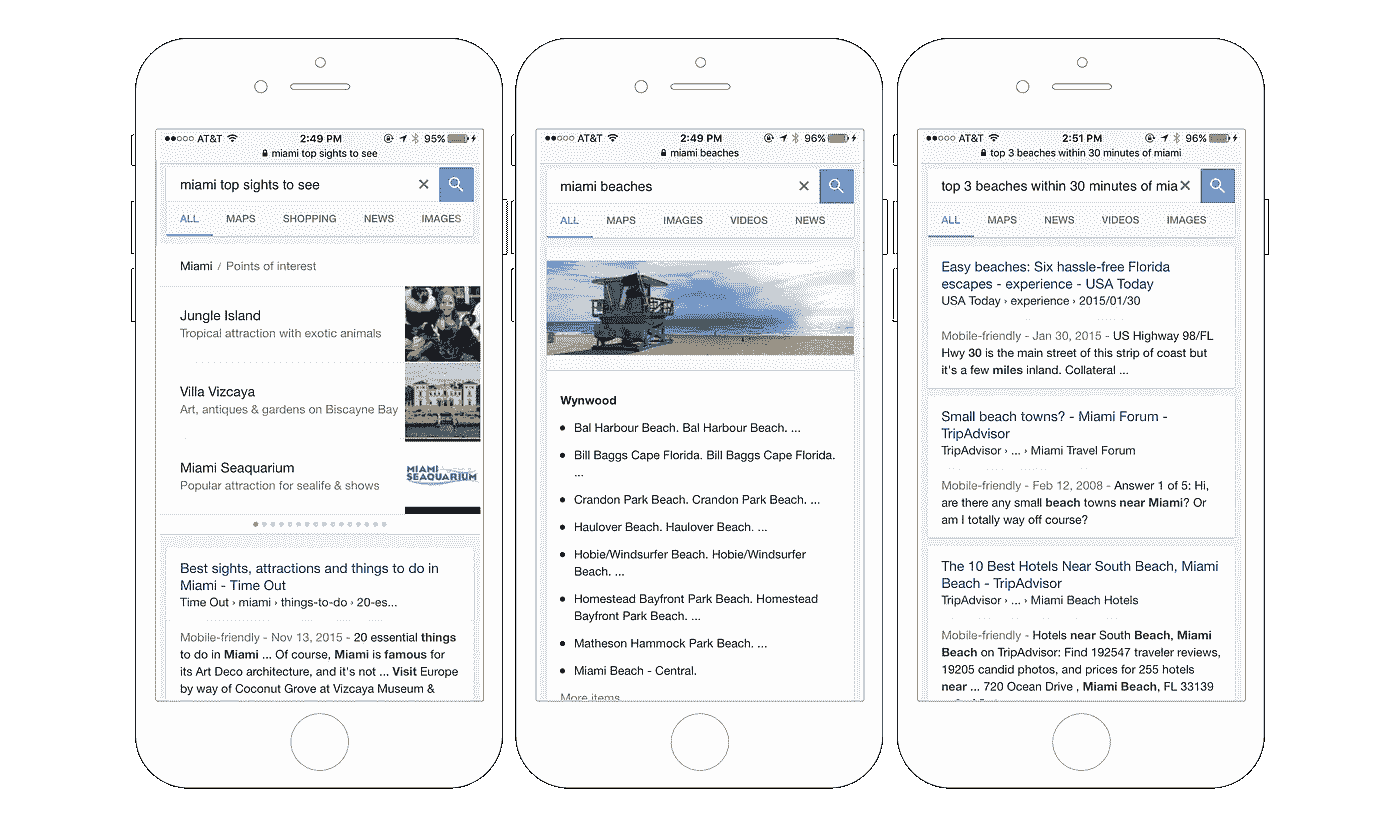 AT&T 2:49 PM 95%
miami top sights to see
miami top sights to see
ALL MAPS SHOPPING NEWS IMAGES
Miami / Points of interest
Jungle Island
Tropical attraction with exotic animals
Villa Vizcaya
Art, antiques & gardens on Biscayne Bay
Miami Seaquarium
Popular attraction for sealife & shows
MIAMI
SEAQUARIUM
Best sights, attractions and things to do in
Miami - Time Out
Time Out › miami › things-to-do › 20-es...
Mobile-friendly - Nov 13, 2015 - 20 essential things
to do in Miami ... Of course, Miami is famous for
its Art Deco architecture, and it's not ... Visit Europe
by way of Coconut Grove at Vizcaya Museum &
AT&T 2:49 PM 96%
miami beaches
miami beaches
ALL MAPS IMAGES VIDEOS NEWS
Wynwood
• Bal Harbour Beach. Bal Harbour Beach. ...
• Bill Baggs Cape Florida. Bill Baggs Cape Florida.
...
• Crandon Park Beach. Crandon Park Beach. ...
• Haulover Beach. Haulover Beach. ...
• Hobie/Windsurfer Beach. Hobie/Windsurfer
Beach. ...
• Homestead Bayfront Park Beach. Homestead
Bayfront Park Beach. ...
• Matheson Hammock Park Beach. ...
• Miami Beach - Central.
More items
AT&T 2:51 PM 96%
top 3 beaches within 30 minutes of miami
top 3 beaches within 30 minutes of mia
ALL MAPS NEWS VIDEOS IMAGES
Easy beaches: Six hassle-free Florida
escapes - experience - USA Today
USA Today › experience › 2015/01/30
Mobile-friendly - Jan 30, 2015 - US Highway 98/FL
Hwy 30 is the main street of this strip of coast but
it's a few miles inland. Collateral ...
Small beach towns? - Miami Forum -
TripAdvisor
TripAdvisor › ... › Miami Travel Forum
Mobile-friendly - Feb 12, 2008 - Answer 1 of 5: Hi,
are there any small beach towns near Miami? Or
am I totally way off course?
The 10 Best Hotels Near South Beach, Miami
Beach - TripAdvisor
TripAdvisor › ... › Miami Beach Hotels
Mobile-friendly - Hotels near South Beach, Miami
Beach on TripAdvisor: Find 192547 traveler reviews,
19205 candid photos, and prices for 255 hotels
near ... 720 Ocean Drive , Miami Beach, FL 33139